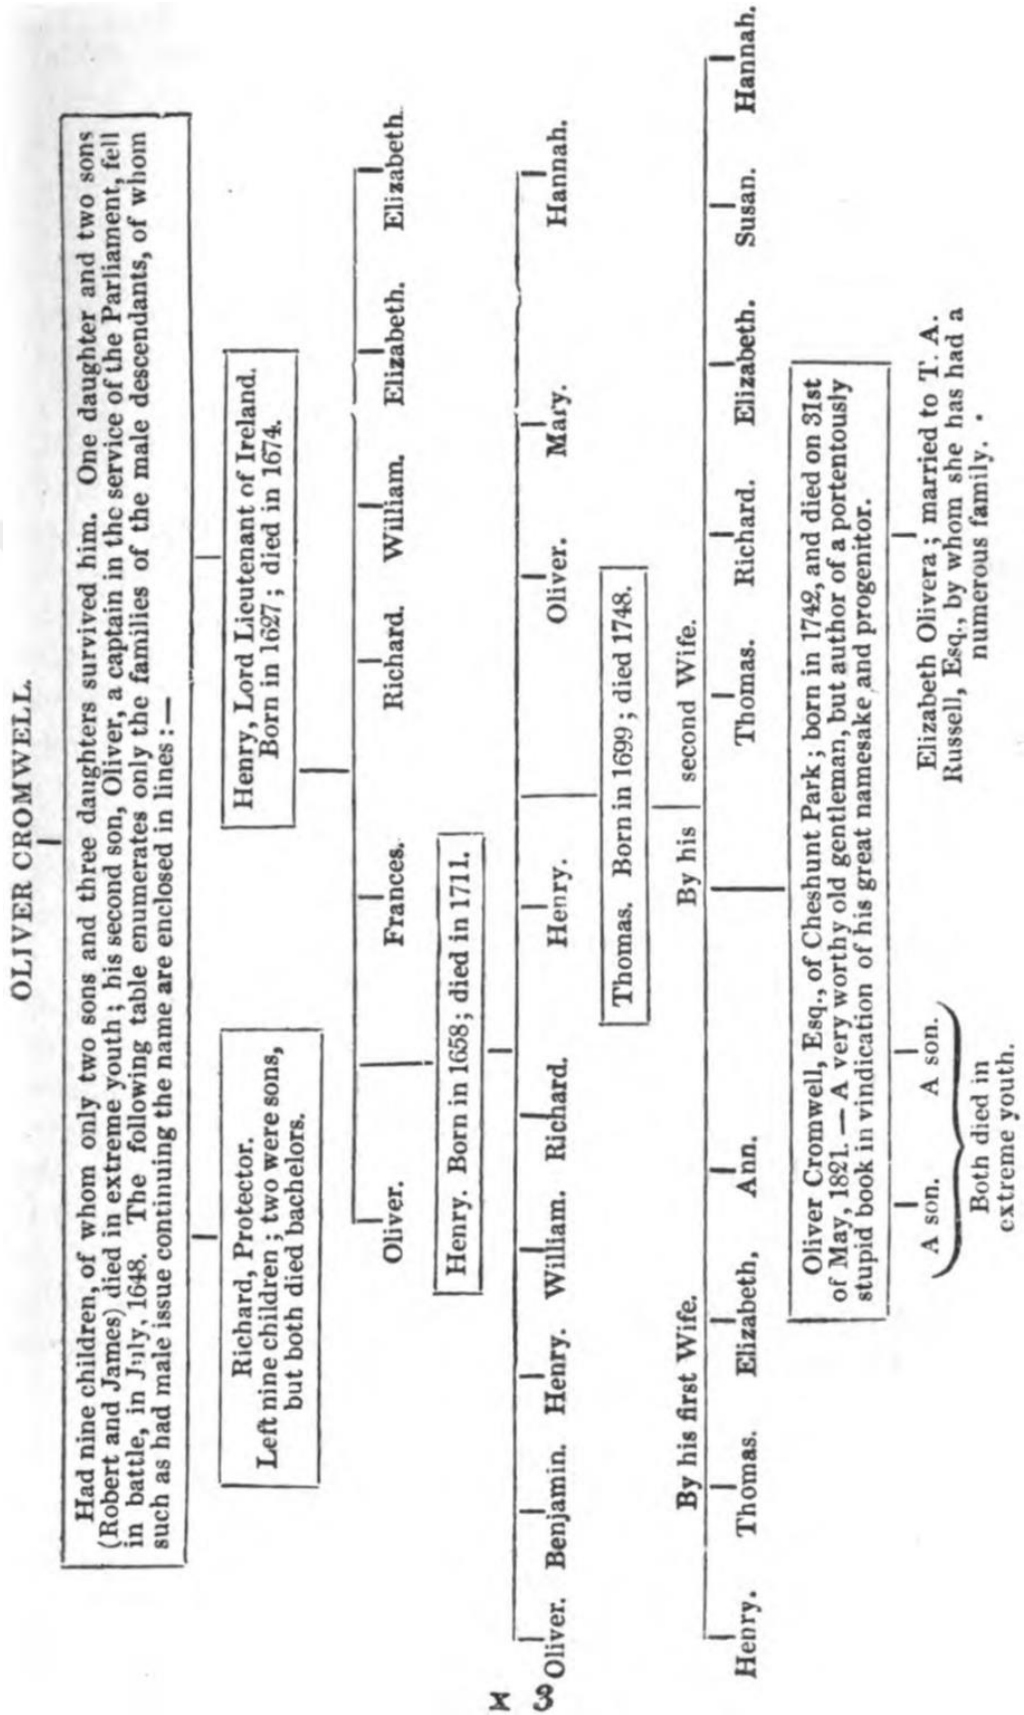 OLIVER CROMWELL.
Had nine children, of whom only two sons and three daughters survived him. One daughter and two sons
(Robert and James) died in extreme youth; his second son, Oliver, a captain in the service of the Parliament, fell
in battle, in July, 1648. The following table enumerates only the families of the male descendants, of whom
such as had male issue continuing the name are enclosed in lines:—
Richard, Protector.
Left nine children; two were sons,
but both died bachelors.
Henry, Lord Lieutenant of Ireland.
Born in 1627; died in 1674.
Oliver. Frances. Richard. William. Elizabeth. Elizabeth.
Henry. Born in 1658; died in 1711.
Oliver. Benjamin. Henry. William. Richard. Henry. Oliver. Mary. Hannah.
Thomas. Born in 1699; died 1748.
By his first Wife. By his second Wife.
Henry. Thomas. Elizabeth, Ann. Thomas. Richard. Elizabeth. Susan. Hannah.
Oliver Cromwell, Esq., of Cheshunt Park; born in 1742, and died on 31st
of May, 1821.—A very worthy old gentleman, but author of a portentously
stupid book in vindication of his great namesake and progenitor.
A son. A son.
Both died in
extreme youth.
Elizabeth Olivera; married to T. A.
Russell, Esq., by whom she has had a
numerous family.
X 3